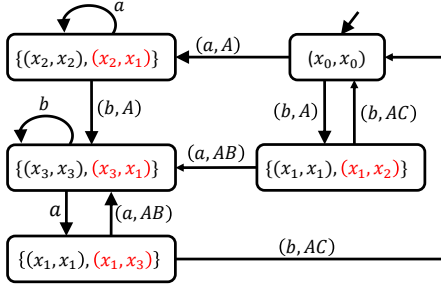 a
{(x₂, x₂), (x₂, x₁)}
(a, A)
(x₀, x₀)
(b, A)
(b, A)
(b, AC)
b
{(x₃, x₃), (x₃, x₁)}
(a, AB)
{(x₁, x₁), (x₁, x₂)}
a
(a, AB)
{(x₁, x₁), (x₁, x₃)}
(b, AC)